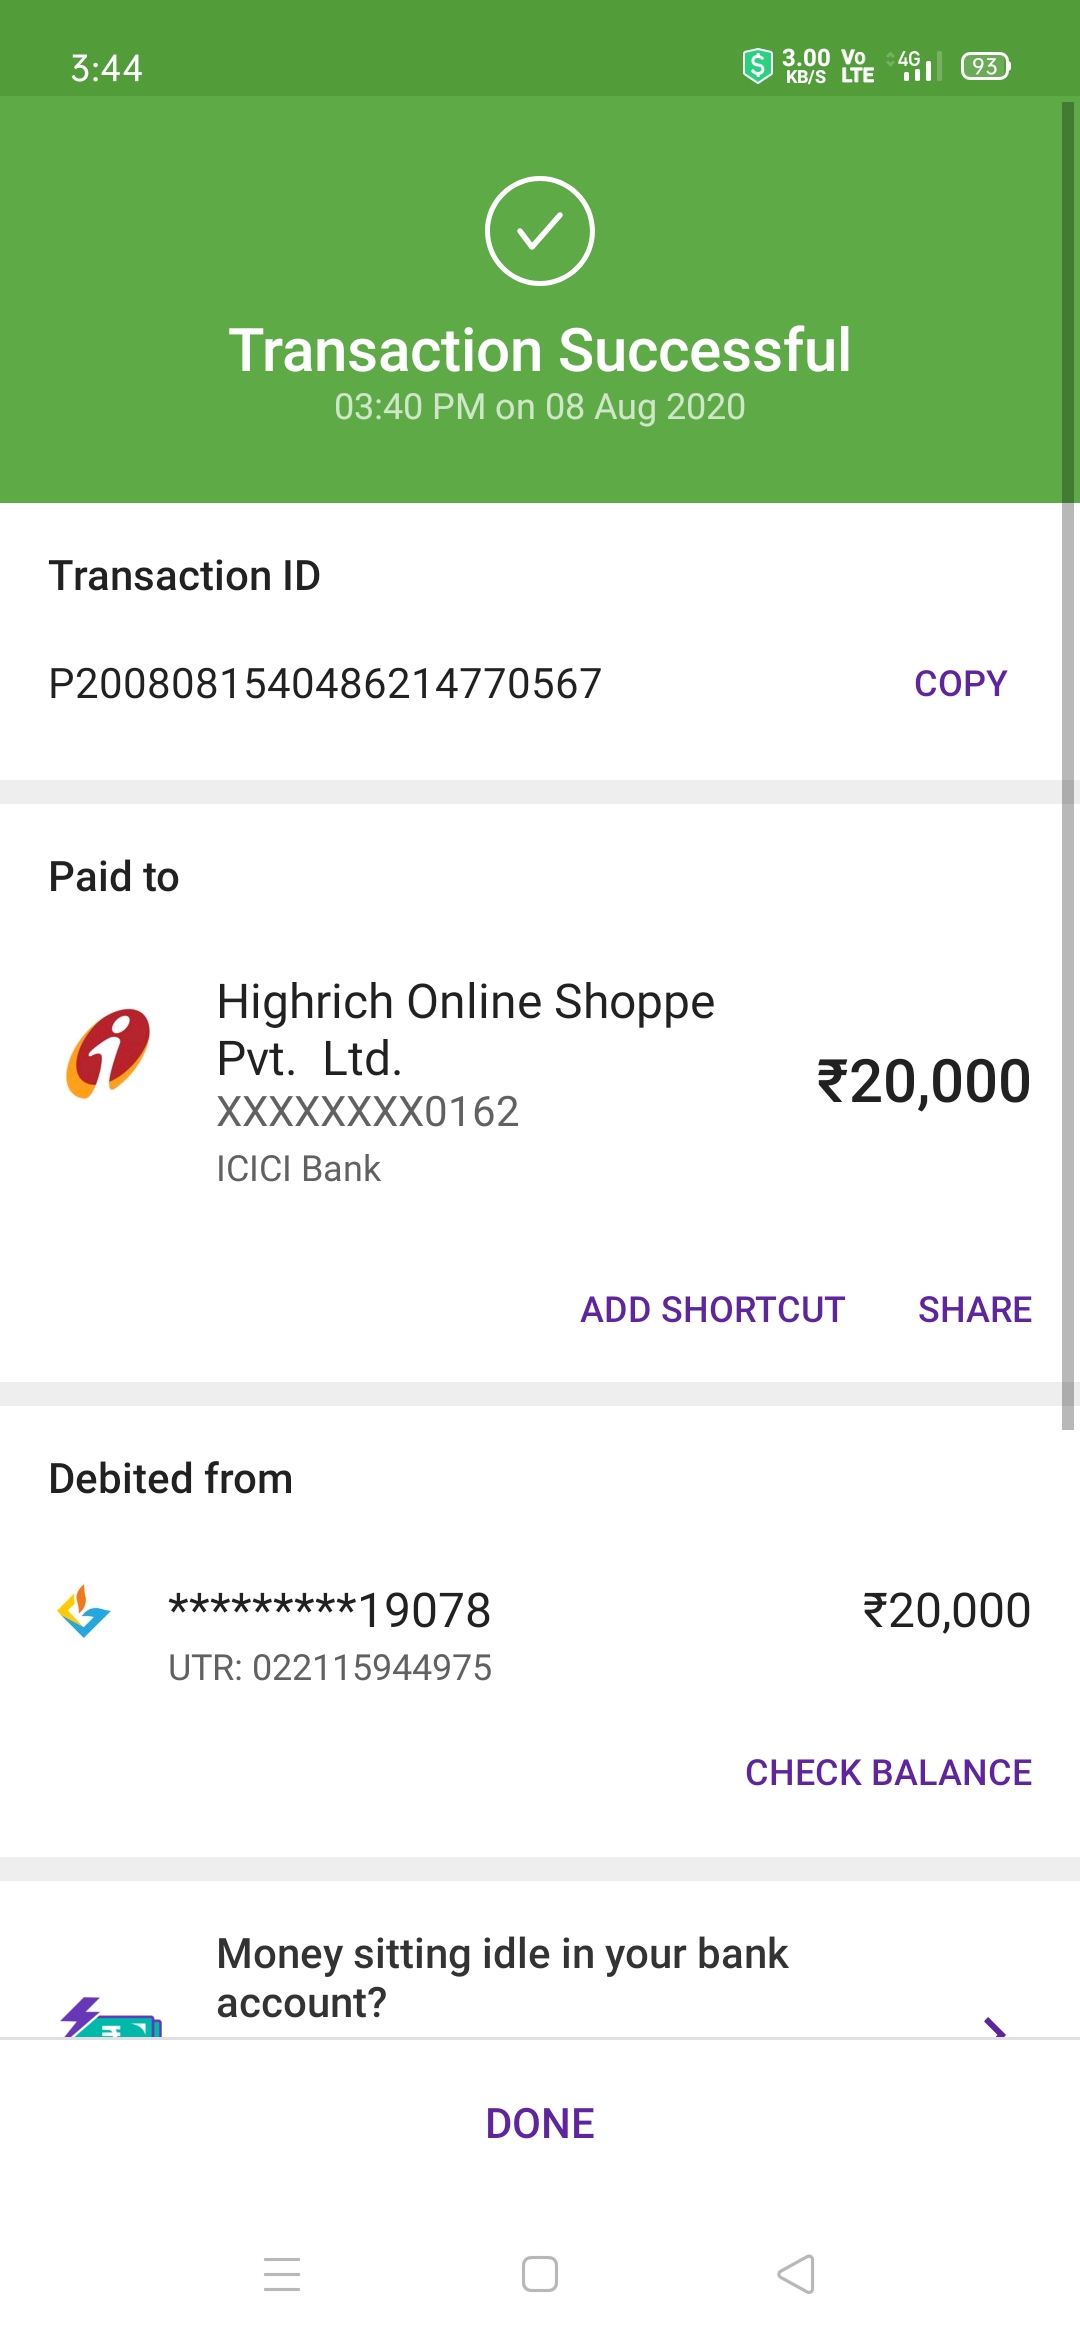 3:44
3.00 KB/S Vo LTE 4G 93
Transaction Successful
03:40 PM on 08 Aug 2020
Transaction ID
P2008081540486214770567 COPY
Paid to
Highrich Online Shoppe
Pvt. Ltd.
₹20,000
XXXXXXXX0162
ICICI Bank
ADD SHORTCUT SHARE
Debited from
*********19078 ₹20,000
UTR: 022115944975
CHECK BALANCE
Money sitting idle in your bank
account?
DONE